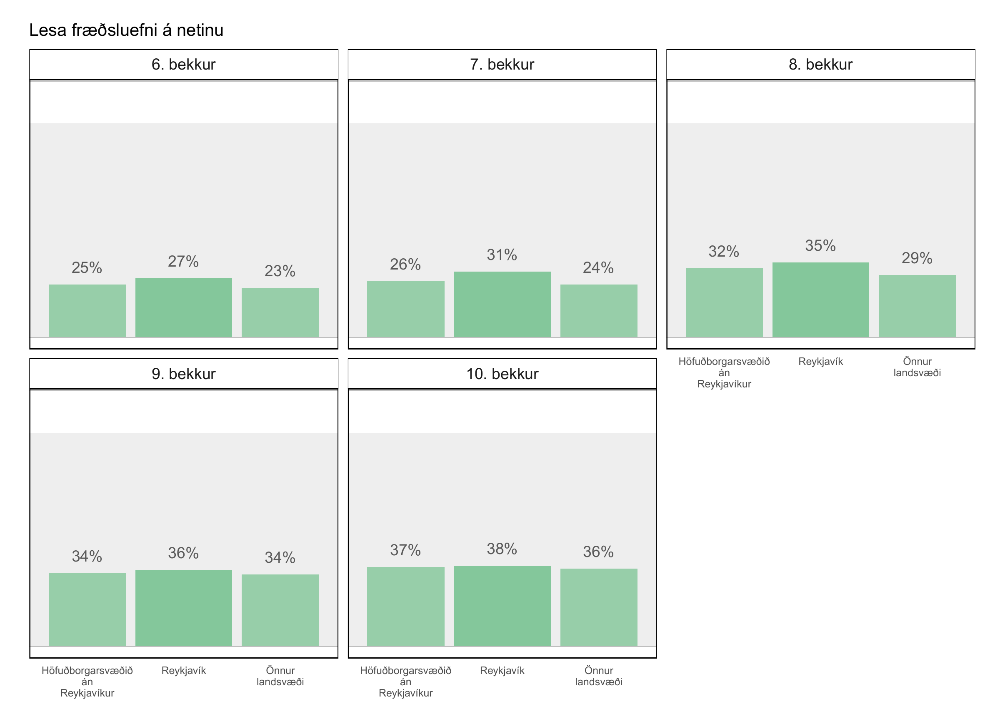 Lesa fræðsluefni á netinu
6. bekkur
7. bekkur
8. bekkur
25%
27%
23%
26%
31%
24%
32%
35%
29%
Höfuðborgarsvæðið
án
Reykjavíkur
Reykjavík
Önnur
landsvæði
9. bekkur
10. bekkur
34%
36%
34%
37%
38%
36%
Höfuðborgarsvæðið
án
Reykjavíkur
Reykjavík
Önnur
landsvæði
Höfuðborgarsvæðið
án
Reykjavíkur
Reykjavík
Önnur
landsvæði